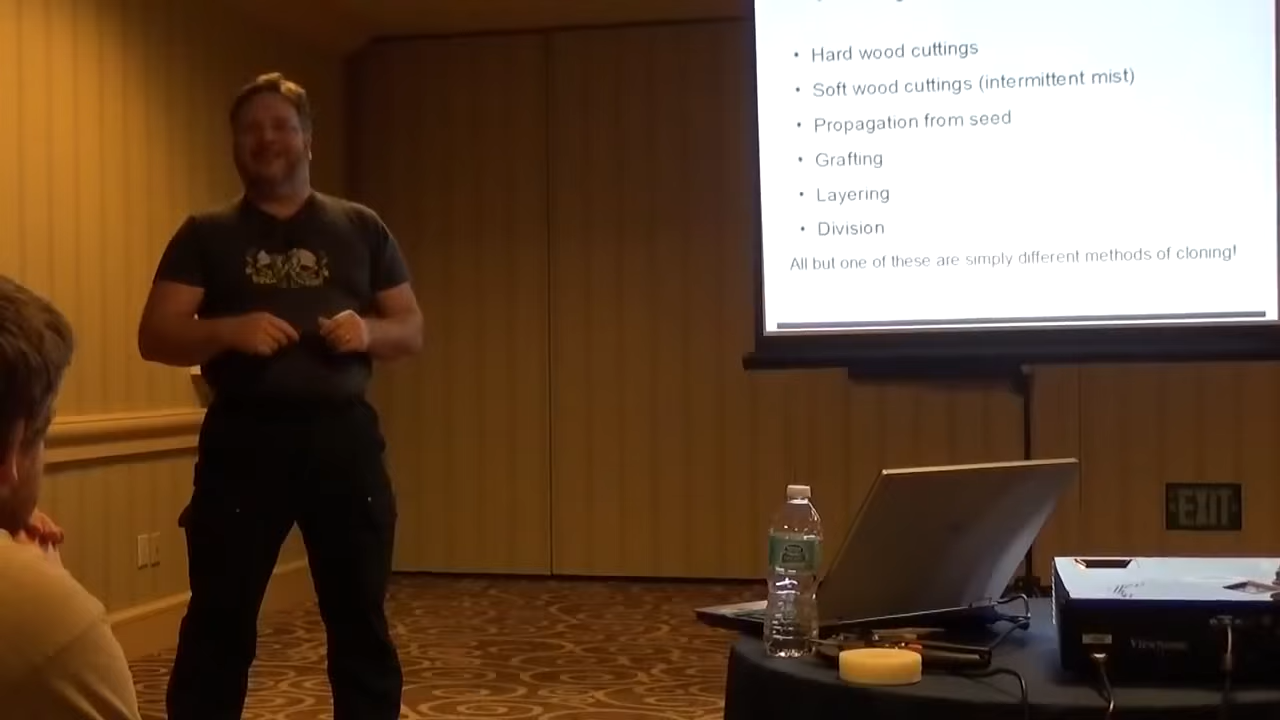 • Hard wood cuttings
• Soft wood cuttings (intermittent mist)
• Propagation from seed
• Grafting
• Layering
• Division
All but one of these are simply different methods of cloning!
EXIT
ViewSonic